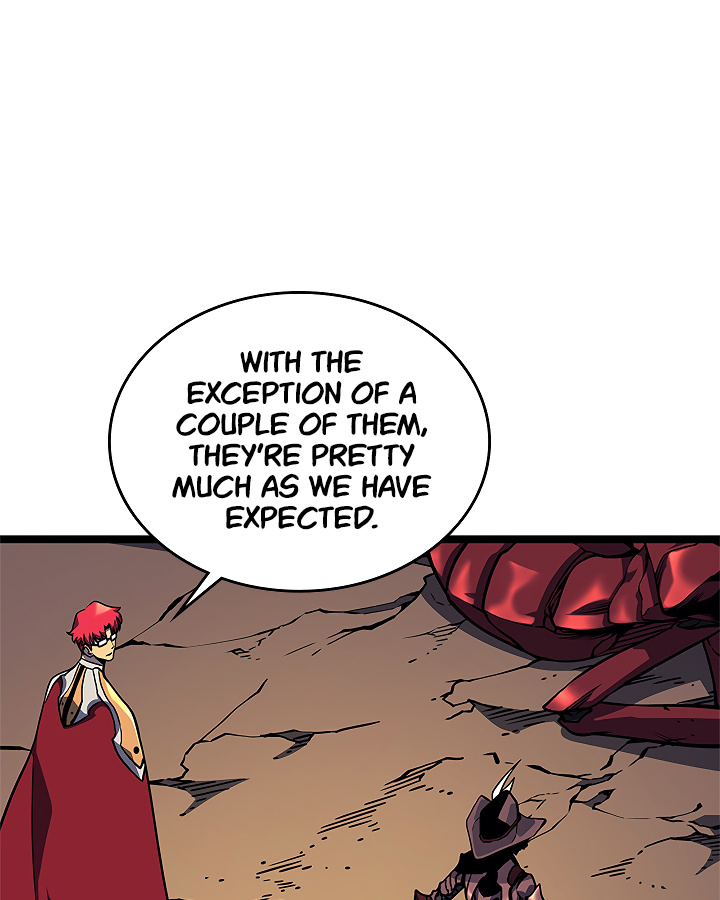 WITH THE
EXCEPTION OF A
COUPLE OF THEM,
THEY'RE PRETTY
MUCH AS WE HAVE
EXPECTED.